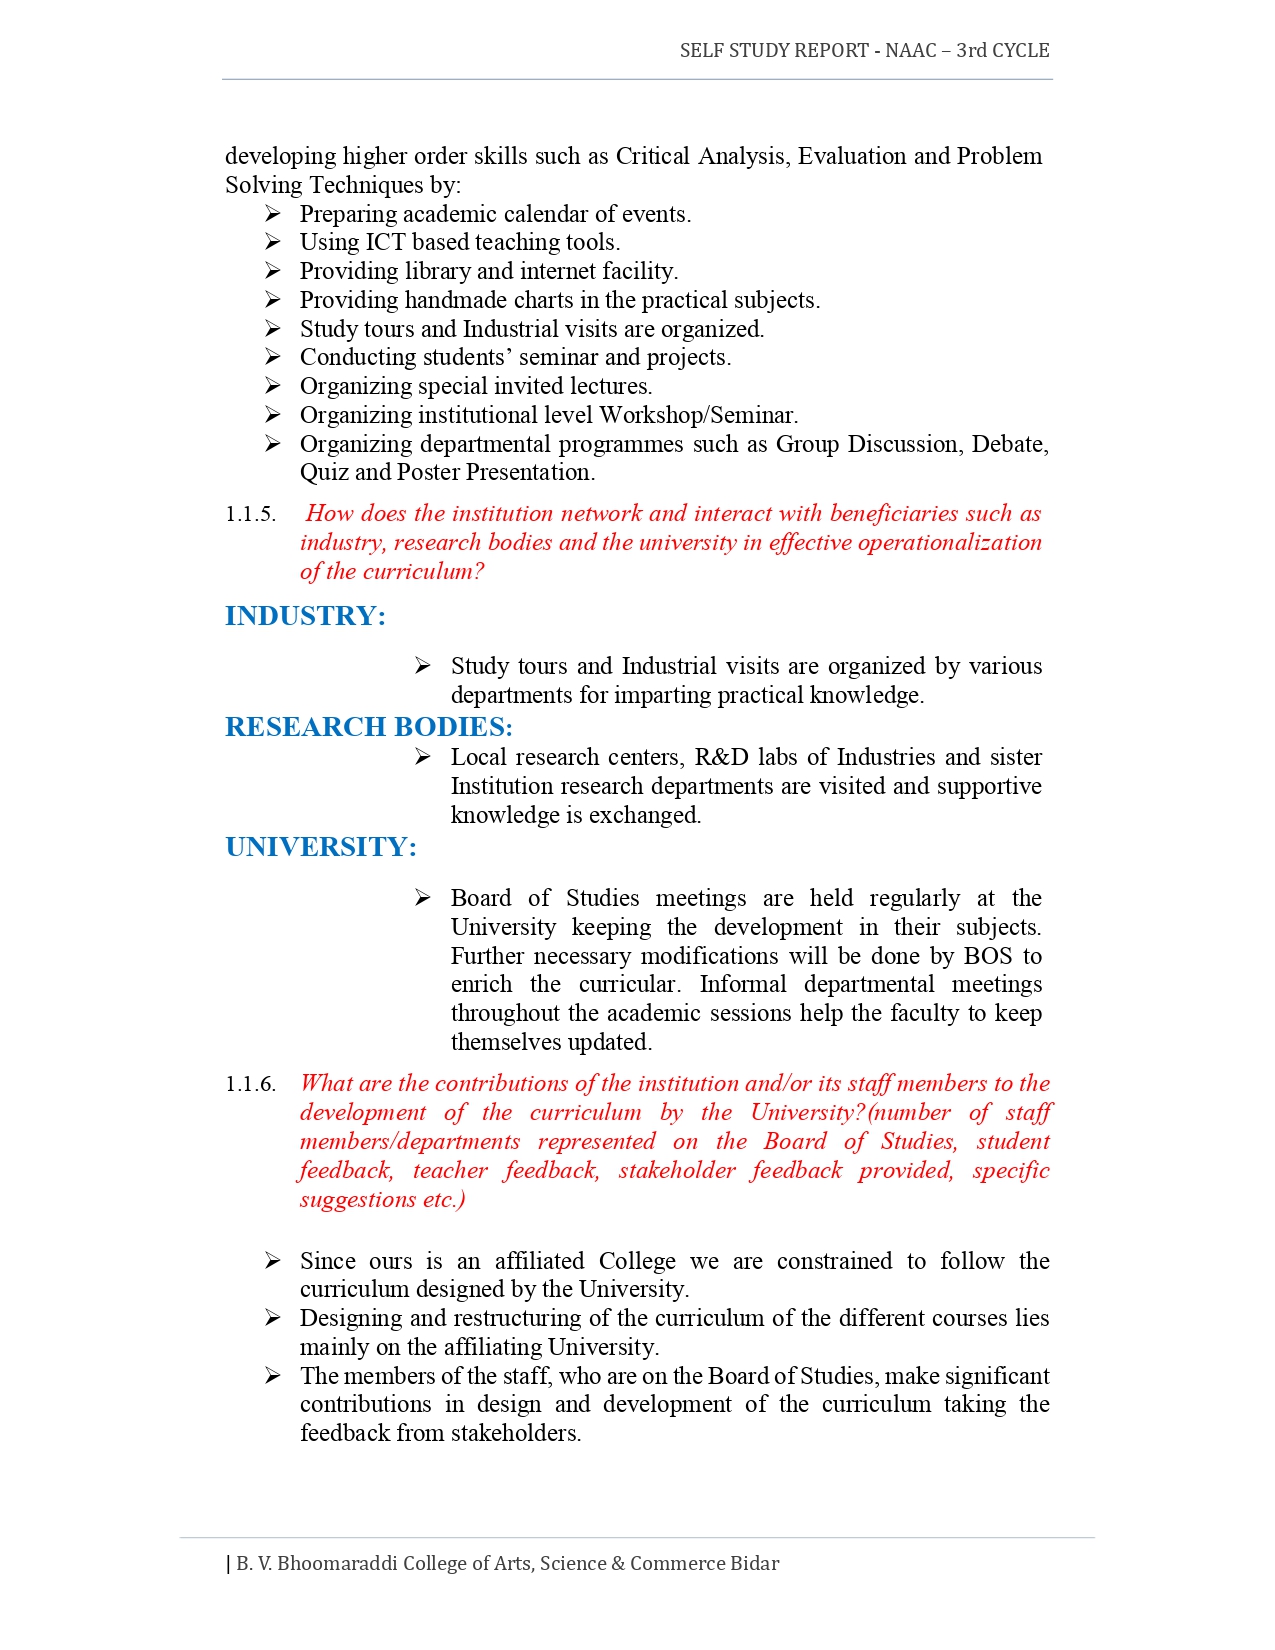 SELF STUDY REPORT - NAAC – 3rd CYCLE
developing higher order skills such as Critical Analysis, Evaluation and Problem
Solving Techniques by:
➢ Preparing academic calendar of events.
➢ Using ICT based teaching tools.
➢ Providing library and internet facility.
➢ Providing handmade charts in the practical subjects.
➢ Study tours and Industrial visits are organized.
➢ Conducting students’ seminar and projects.
➢ Organizing special invited lectures.
➢ Organizing institutional level Workshop/Seminar.
➢ Organizing departmental programmes such as Group Discussion, Debate,
Quiz and Poster Presentation.
1.1.5. How does the institution network and interact with beneficiaries such as
industry, research bodies and the university in effective operationalization
of the curriculum?
INDUSTRY:
➢ Study tours and Industrial visits are organized by various
departments for imparting practical knowledge.
RESEARCH BODIES:
➢ Local research centers, R&D labs of Industries and sister
Institution research departments are visited and supportive
knowledge is exchanged.
UNIVERSITY:
➢ Board of Studies meetings are held regularly at the
University keeping the development in their subjects.
Further necessary modifications will be done by BOS to
enrich the curricular. Informal departmental meetings
throughout the academic sessions help the faculty to keep
themselves updated.
1.1.6. What are the contributions of the institution and/or its staff members to the
development of the curriculum by the University?(number of staff
members/departments represented on the Board of Studies, student
feedback, teacher feedback, stakeholder feedback provided, specific
suggestions etc.)
➢ Since ours is an affiliated College we are constrained to follow the
curriculum designed by the University.
➢ Designing and restructuring of the curriculum of the different courses lies
mainly on the affiliating University.
➢ The members of the staff, who are on the Board of Studies, make significant
contributions in design and development of the curriculum taking the
feedback from stakeholders.
| B. V. Bhoomaraddi College of Arts, Science & Commerce Bidar